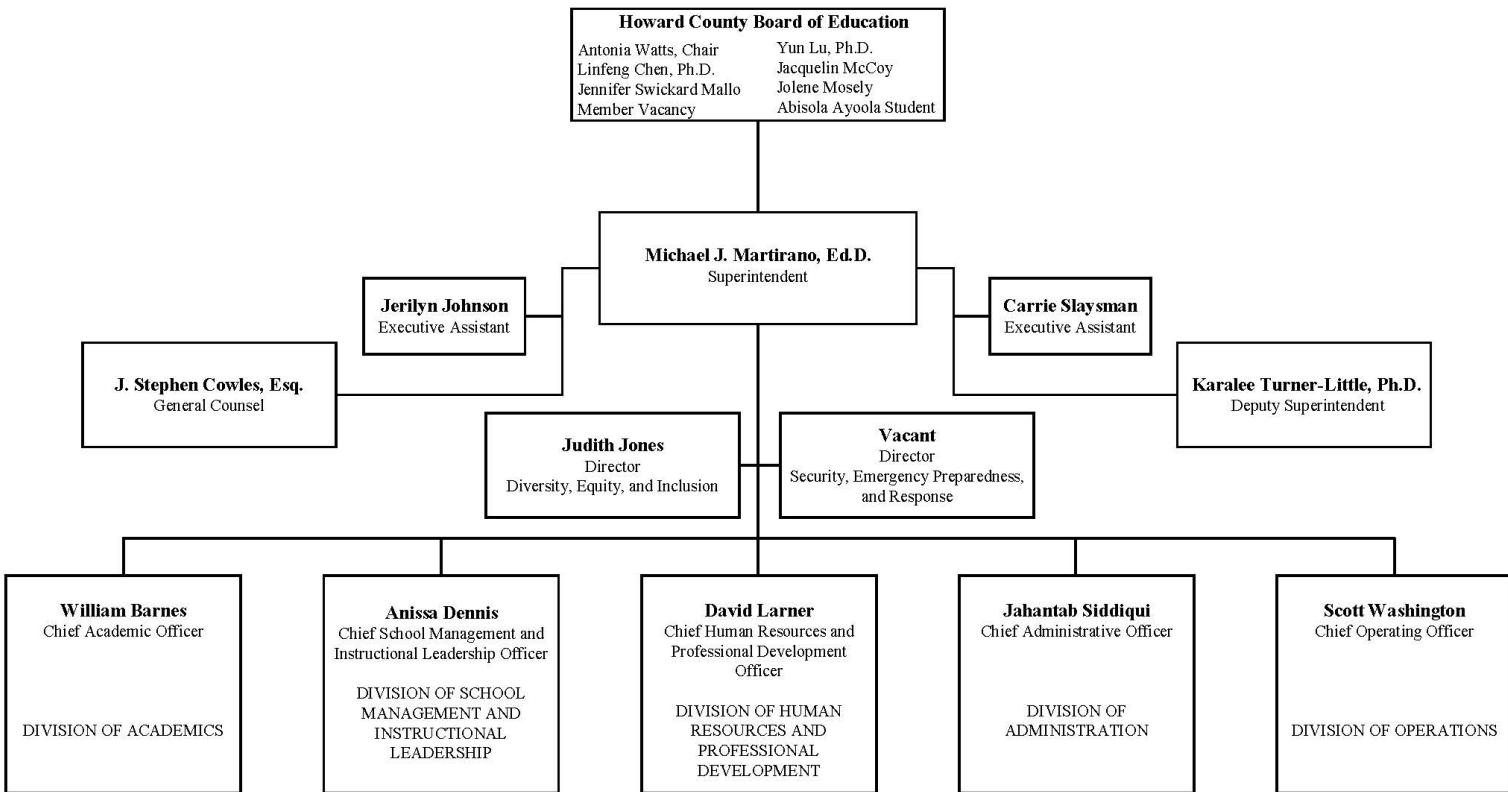 Howard County Board of Education
Antonia Watts, Chair
Linfeng Chen, Ph.D.
Jennifer Swickard Mallo
Member Vacancy
Yun Lu, Ph.D.
Jacquelin McCoy
Jolene Mosely
Abisola Ayoola Student
Michael J. Martirano, Ed.D.
Superintendent
Jerilyn Johnson
Executive Assistant
Carrie Slaysman
Executive Assistant
J. Stephen Cowles, Esq.
General Counsel
Karalee Turner-Little, Ph.D.
Deputy Superintendent
Judith Jones
Director
Diversity, Equity, and Inclusion
Vacant
Director
Security, Emergency Preparedness,
and Response
William Barnes
Chief Academic Officer
DIVISION OF ACADEMICS
Anissa Dennis
Chief School Management and
Instructional Leadership Officer
DIVISION OF SCHOOL
MANAGEMENT AND
INSTRUCTIONAL
LEADERSHIP
David Larner
Chief Human Resources and
Professional Development
Officer
DIVISION OF HUMAN
RESOURCES AND
PROFESSIONAL
DEVELOPMENT
Jahantab Siddiqui
Chief Administrative Officer
DIVISION OF
ADMINISTRATION
Scott Washington
Chief Operating Officer
DIVISION OF OPERATIONS